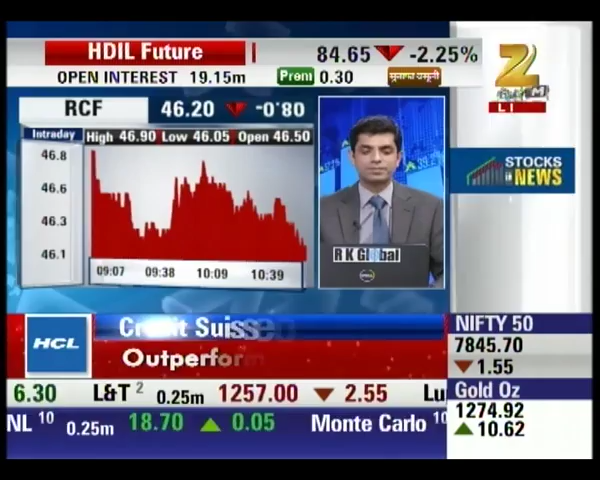 HDIL Future
84.65 -2.25%
OPEN INTEREST 19.15m Prem 0.30 मुनाफा वसूली
RCF 46.20 -0.80
Intraday High 46.90 Low 46.05 Open 46.50
46.8
46.6
46.3
46.1
09:07 09:38 10:09 10:39
R K Global
DELL
STOCKS
IN NEWS
HCL
Credit Suisse
Outperform
NIFTY 50
7845.70
1.55
Gold Oz
1274.92
10.62
6.30 L&T 2 0.25m 1257.00 2.55 Lu
NL 10 0.25m 18.70 0.05 Monte Carlo 10